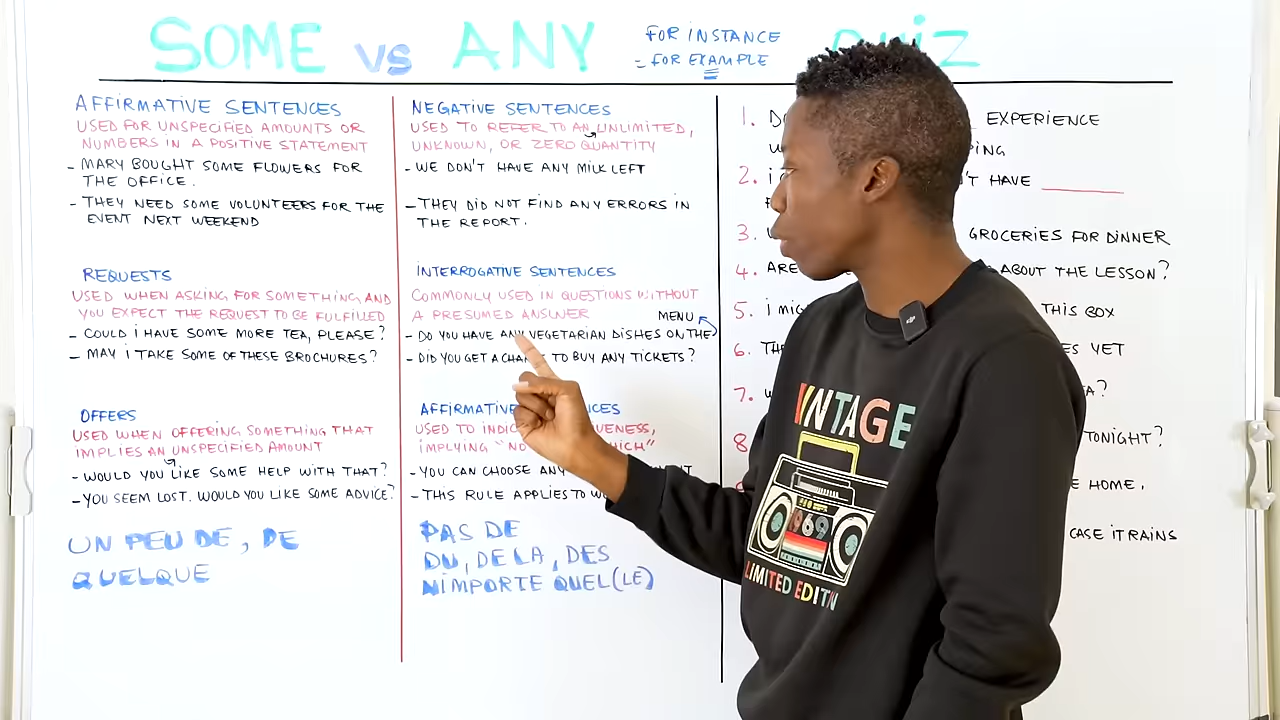 SOME VS ANY
FOR iNSTANCE
- FOR EXAMPLE
AFFIRMATIVE SENTENCES
USED FOR UNSPECIFIED AMOUNTS OR
NUMBERS IN A POSITIVE STATEMENT
- MARY BOUGHT SOME FLOWERS FOR
THE OFFICE.
- THEY NEED SOME VOLUNTEERS FOR THE
EVENT NEXT WEEKEND
REQUESTS
USED WHEN ASKING FOR SOMETHING AND
YOU EXPECT THE REQUEST TO BE FULFILLED
- COULD i HAVE SOME MORE TEA, PLEASE?
- MAY i TAKE SOME OF THESE BROCHURES?
OFFERS
USED WHEN OFFERING SOMETHING THAT
IMPLIES AN UNSPECIFIED AMOUNT
- WOULD YOU LIKE SOME HELP WITH THAT?
- YOU SEEM LOST. WOULD YOU LIKE SOME ADVICE?
UN PEU DE, DE
QUELQUE
NEGATIVE SENTENCES
USED TO REFER TO AN UNLIMITED,
UNKNOWN, OR ZERO QUANTITY
- WE DON'T HAVE ANY MILK LEFT
- THEY DID NOT FIND ANY ERRORS IN
THE REPORT.
iNTERROGATIVE SENTENCES
COMMONLY USED IN QUESTIONS WITHOUT
A PRESUMED ANSWER
MENU
- DO YOU HAVE ANY VEGETARIAN DISHES ON THE
- DID YOU GET A TO BUY ANY TICKETS?
AFFIRMATIVE
USED TO
IMPLYING
- YOU CAN CHOOSE ANY
- THIS RULE APPLIES TO
PAS DE
DU, DE LA, DES
N'IMPORTE QUEL(LE)
1. EXPERIENCE
2. i HAVE ______
3. GROCERIES FOR DINNER
4. ARE ABOUT THE LESSON?
5. i THIS BOX
6. YET
7.
8 TONIGHT?
HOME.
CASE iT RAINS
VINTAGE
1969
LIMITED